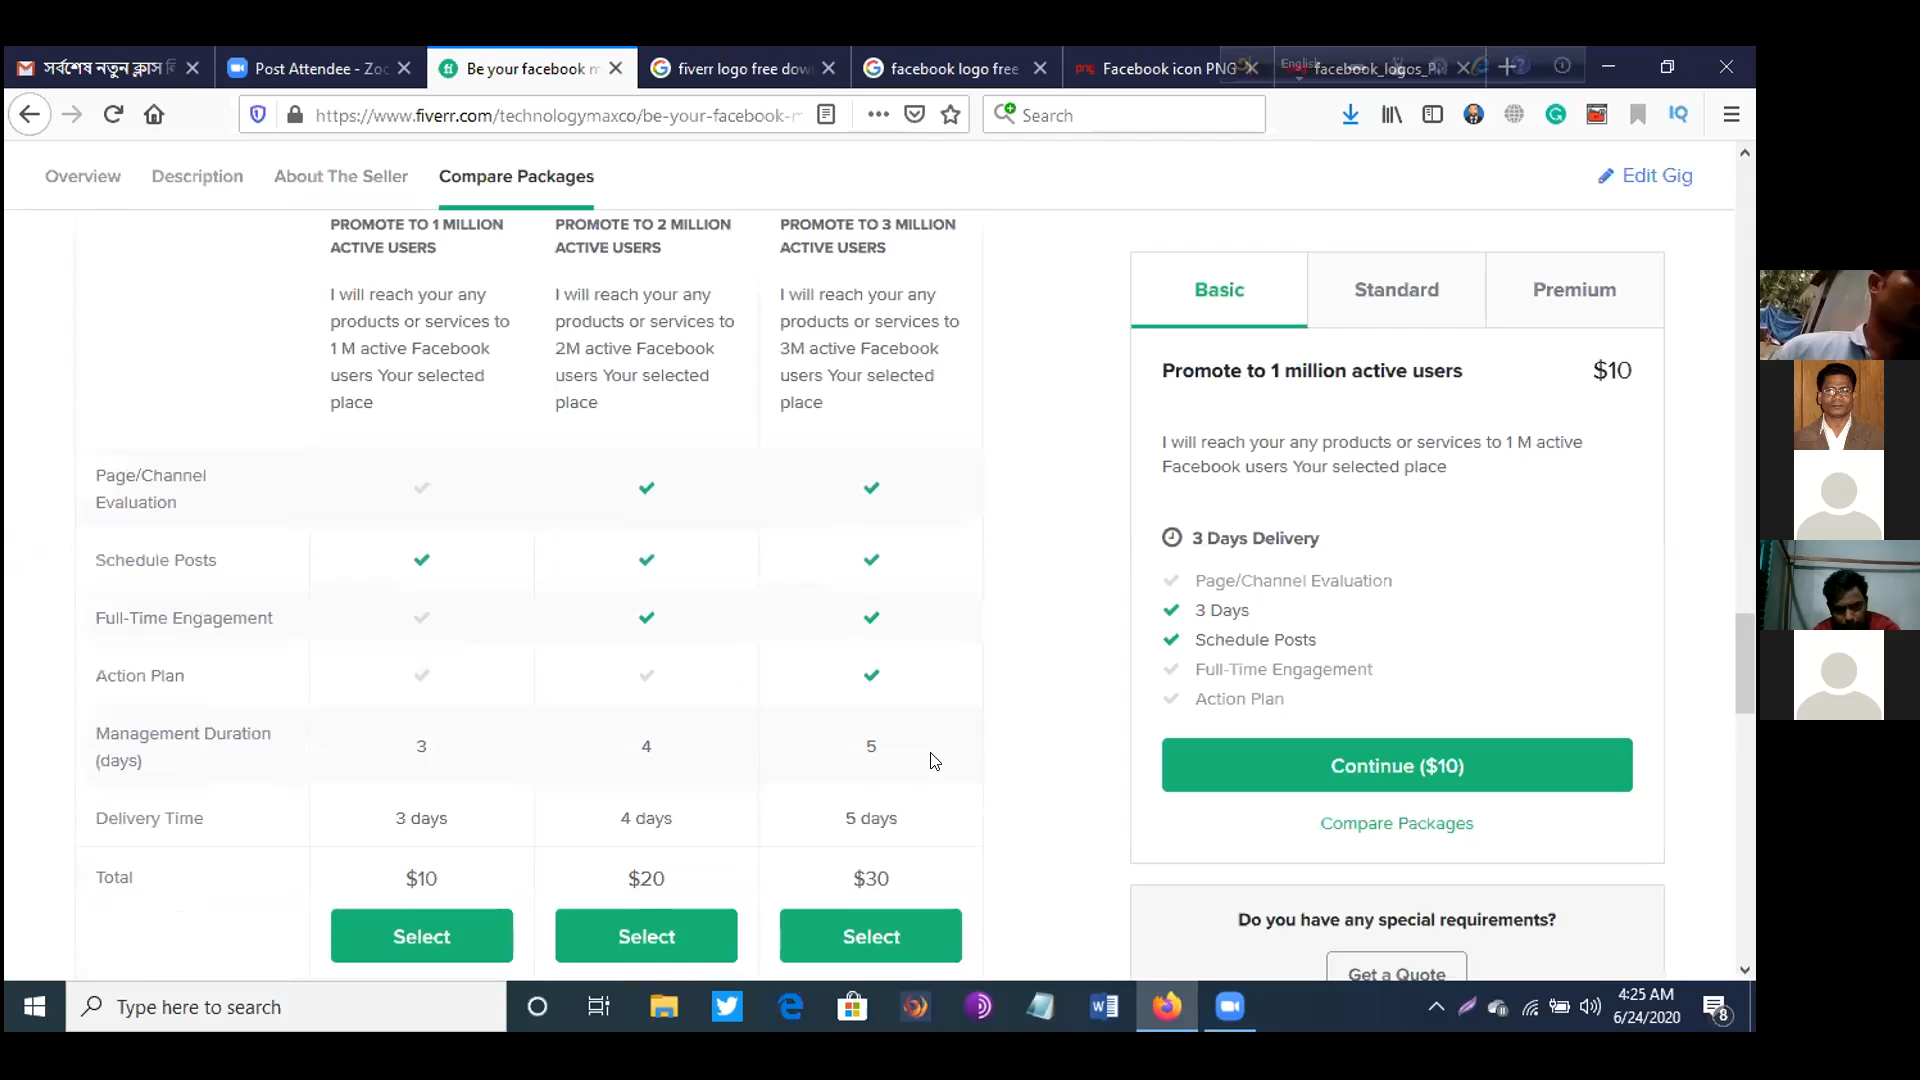 সর্বশেষ নতুন ক্লাস
Post Attendee - Zoo
Be your facebook m
fiverr logo free dow
facebook logo free
png Facebook icon PNG
English
facebook_logos_Pi
https://www.fiverr.com/technologymaxco/be-your-facebook-m
Search
IQ
Overview
Description
About The Seller
Compare Packages
Edit Gig
PROMOTE TO 1 MILLION
ACTIVE USERS
PROMOTE TO 2 MILLION
ACTIVE USERS
PROMOTE TO 3 MILLION
ACTIVE USERS
I will reach your any
products or services to
1 M active Facebook
users Your selected
place
I will reach your any
products or services to
2M active Facebook
users Your selected
place
I will reach your any
products or services to
3M active Facebook
users Your selected
place
Page/Channel
Evaluation
Schedule Posts
Full-Time Engagement
Action Plan
Management Duration
(days)
3
4
5
Delivery Time
3 days
4 days
5 days
Total
$10
$20
$30
Select
Select
Select
Basic
Standard
Premium
Promote to 1 million active users
$10
I will reach your any products or services to 1 M active
Facebook users Your selected place
3 Days Delivery
Page/Channel Evaluation
3 Days
Schedule Posts
Full-Time Engagement
Action Plan
Continue ($10)
Compare Packages
Do you have any special requirements?
Get a Quote
Type here to search
4:25 AM
6/24/2020
8